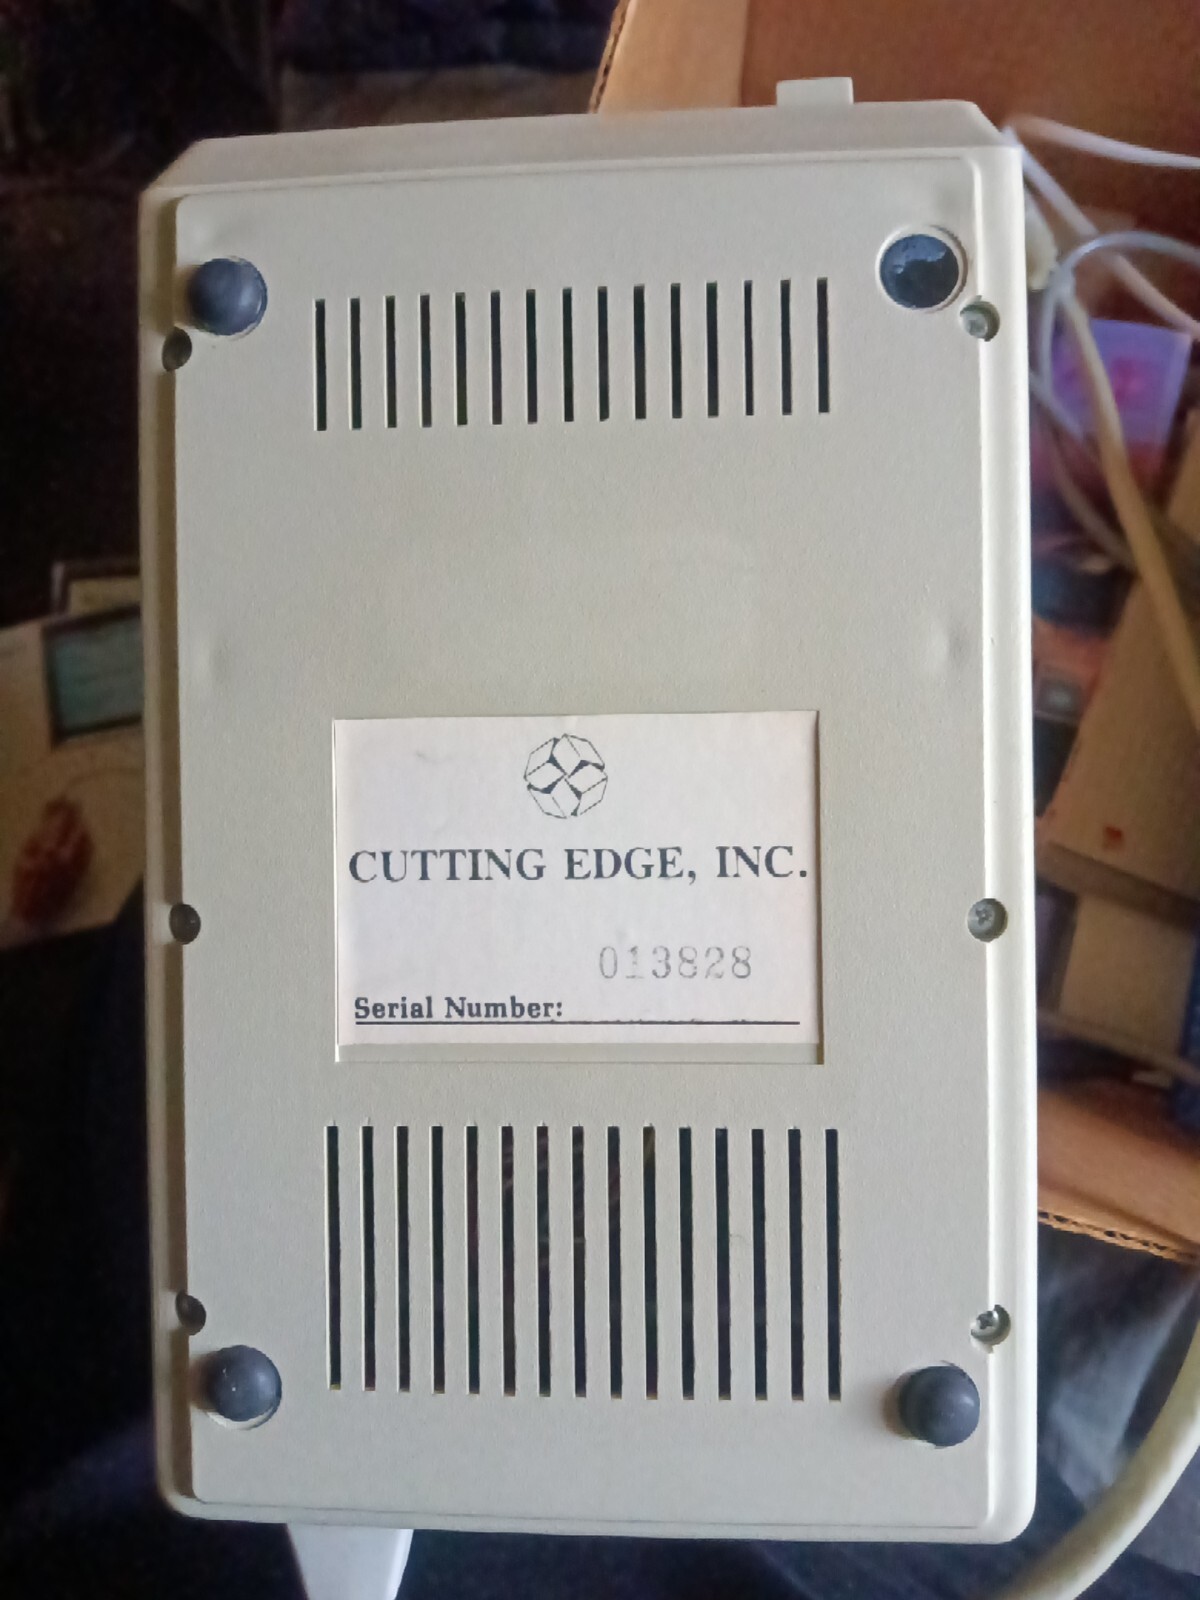 CUTTING EDGE, INC.
013828
Serial Number: